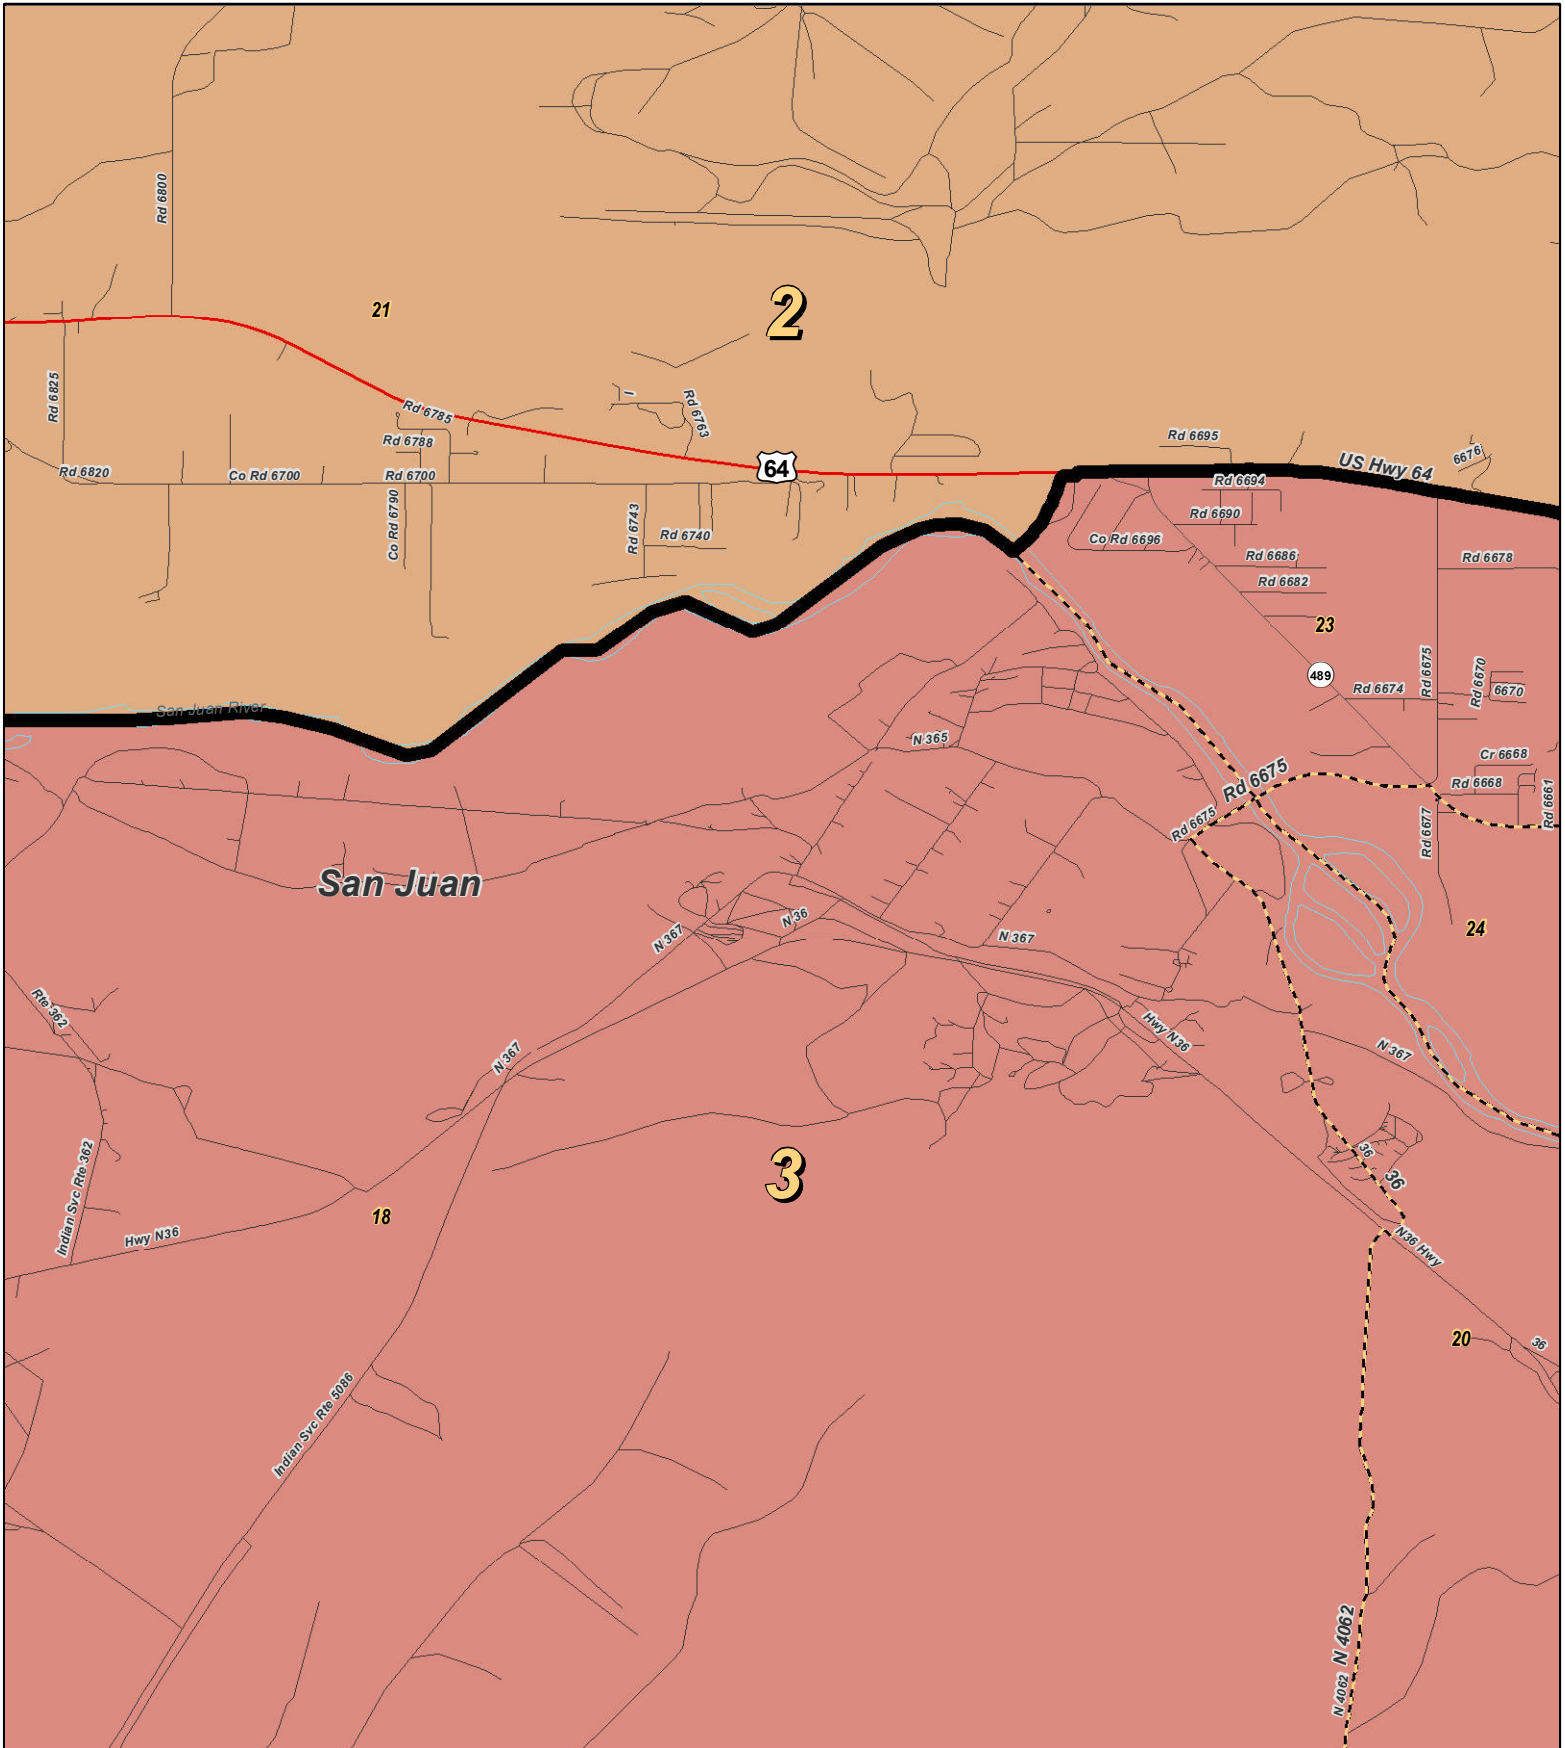 Rd 6800
21
2
Rd 6825
Rd 6785
Rd 6763
Rd 6788
Rd 6695
US Hwy 64
6676
Rd 6820
Co Rd 6700
Rd 6700
64
Rd 6694
Co Rd 6790
Rd 6743
Rd 6740
Rd 6690
Co Rd 6696
Rd 6686
Rd 6678
Rd 6682
23
489
Rd 6675
Rd 6670
Rd 6674
6670
San Juan River
N 365
Cr 6668
Rd 6675
Rd 6668
Rd 6661
Rd 6675
Rd 6677
San Juan
N 36
N 367
N 367
24
Rte 362
Hwy N36
N 367
N 367
Indian Svc Rte 362
36
36
3
18
Hwy N36
N36 Hwy
20
36
Indian Svc Rte 5086
N 4062
N 4062